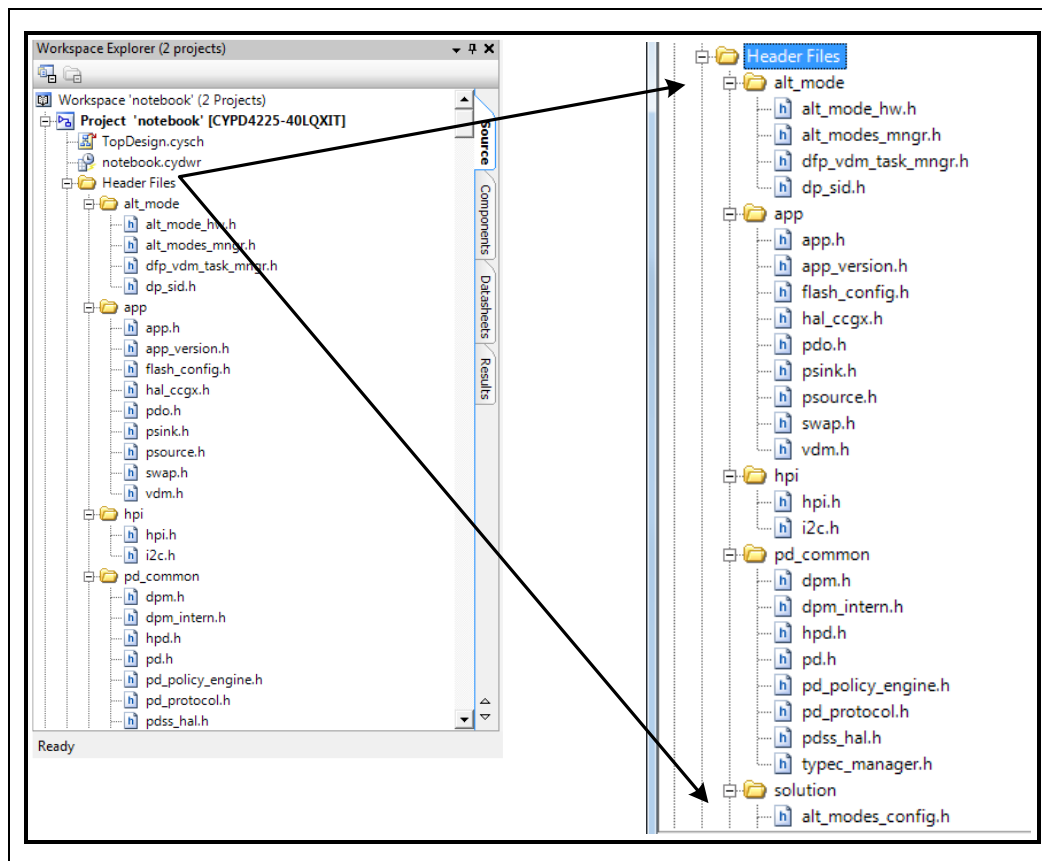 Workspace Explorer (2 projects)
Workspace 'notebook' (2 Projects)
Project 'notebook' [CYPD4225-40LQXIT]
TopDesign.cysch
notebook.cydwr
Header Files
alt_mode
alt_mode_hw.h
alt_modes_mngr.h
dfp_vdm_task_mngr.h
dp_sid.h
app
app.h
app_version.h
flash_config.h
hal_ccgx.h
pdo.h
psink.h
psource.h
swap.h
vdm.h
hpi
hpi.h
i2c.h
pd_common
dpm.h
dpm_intern.h
hpd.h
pd.h
pd_policy_engine.h
pd_protocol.h
pdss_hal.h
Ready
Source
Components
Datasheets
Results
Header Files
alt_mode
alt_mode_hw.h
alt_modes_mngr.h
dfp_vdm_task_mngr.h
dp_sid.h
app
app.h
app_version.h
flash_config.h
hal_ccgx.h
pdo.h
psink.h
psource.h
swap.h
vdm.h
hpi
hpi.h
i2c.h
pd_common
dpm.h
dpm_intern.h
hpd.h
pd.h
pd_policy_engine.h
pd_protocol.h
pdss_hal.h
typec_manager.h
solution
alt_modes_config.h